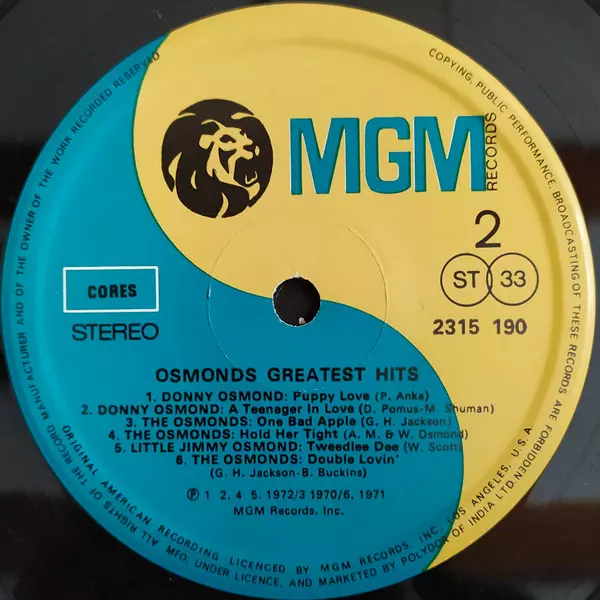 MGM
RECORDS
2
ST 33
2315 190
CORES
STEREO
OSMONDS GREATEST HITS
1. DONNY OSMOND: Puppy Love (P. Anka)
2. DONNY OSMOND: A Teenager In Love (D. Pomus-M. Shuman)
3. THE OSMONDS: One Bad Apple (G. H. Jackson)
4. THE OSMONDS: Hold Her Tight (A. M. & W. Osmond)
5. LITTLE JIMMY OSMOND: Tweedlee Dee (W. Scott)
6. THE OSMONDS: Double Lovin'
(G. H. Jackson-B. Buckins)
Ⓟ 1 2. 4 5. 1972/3 1970/6, 1971
MGM Records. Inc.
ALL RIGHTS OF THE RECORD MANUFACTURER AND OF THE OWNER OF THE WORK RECORDED RESERVED
COPYING, PUBLIC PERFORMANCE, BROADCASTING OF THESE RECORDS ARE FORBIDDEN
ORIGINAL AMERICAN RECORDING LICENCED BY MGM RECORDS, INC. LOS ANGELES, U.S.A.
MFD. UNDER LICENCE, AND MARKETED BY POLYDOR OF INDIA LTD.